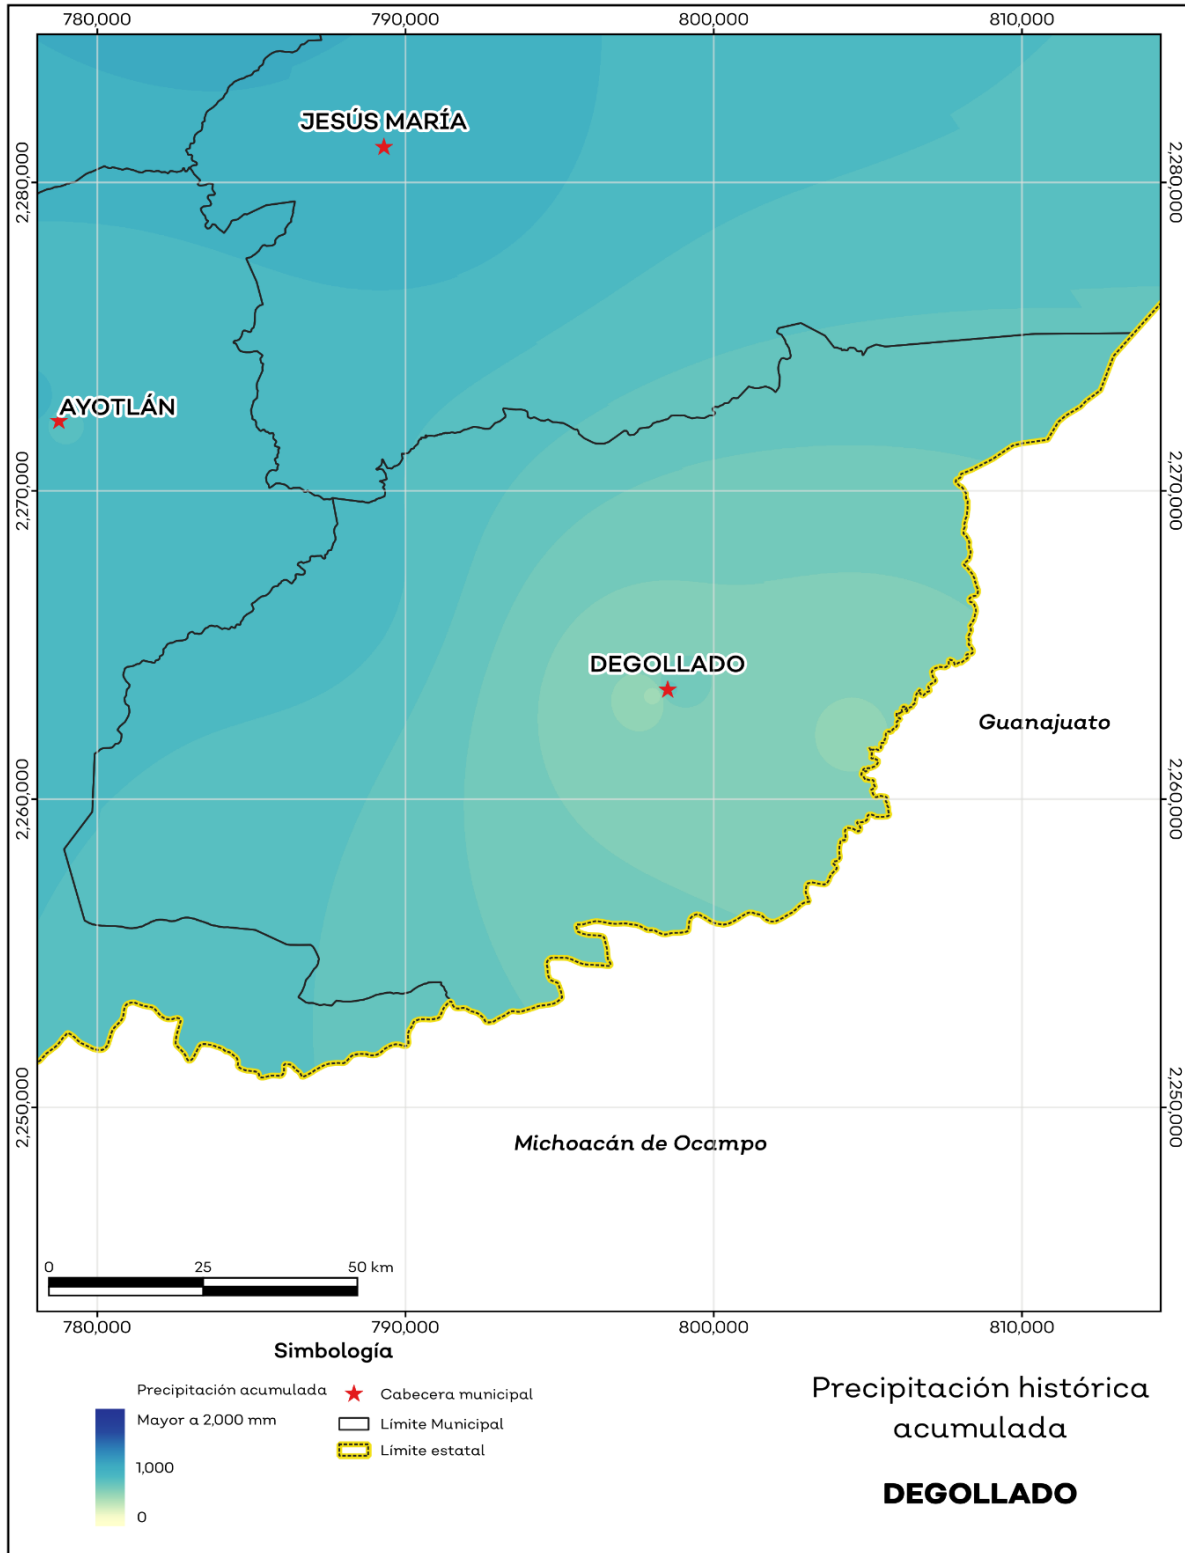 780,000 790,000 800,000 810,000
JESÚS MARÍA
2,280,000 2,280,000
AYOTLÁN
2,270,000 2,270,000
DEGOLLADO
Guanajuato
2,260,000 2,260,000
2,250,000 2,250,000
Michoacán de Ocampo
0 25 50 km
780,000 790,000 800,000 810,000
Simbología
Precipitación acumulada
Mayor a 2,000 mm
1,000
0
Cabecera municipal
Límite Municipal
Límite estatal
Precipitación histórica
acumulada
DEGOLLADO